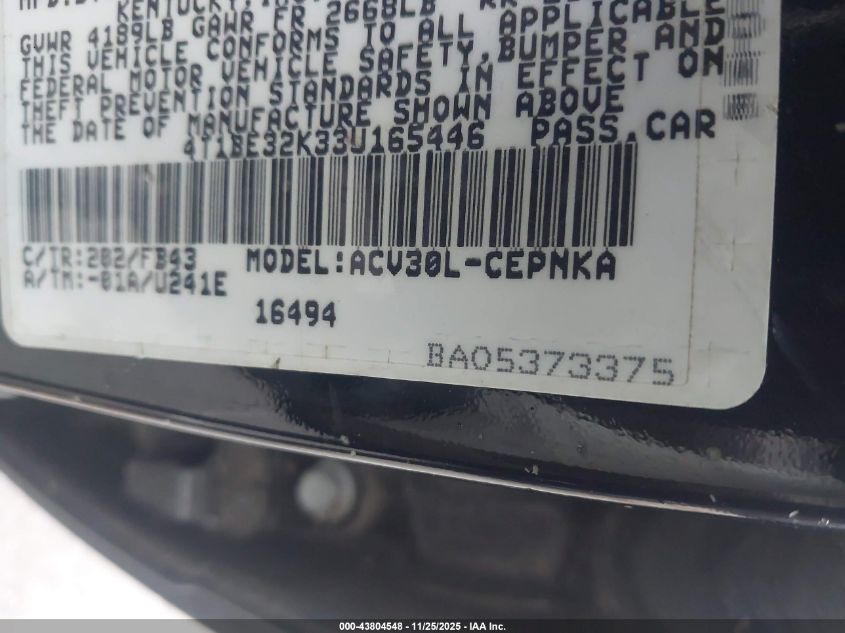 KENTUCKY,
GVWR 4189LB GAWR FR 2668LB RR
THIS VEHICLE CONFORMS TO ALL APPLICABLE
FEDERAL MOTOR VEHICLE SAFETY,BUMPER AND
THEFT PREVENTION STANDARDS IN EFFECT ON
THE DATE OF MANUFACTURE SHOWN ABOVE
4T1BE32K33U165446 PASS.CAR
C/TR:202/FB43 MODEL:ACV30L-CEPNKA
A/TM:-01A/U241E
16494
BA05373375
000-43804548 - 11/25/2025 - IAA Inc.